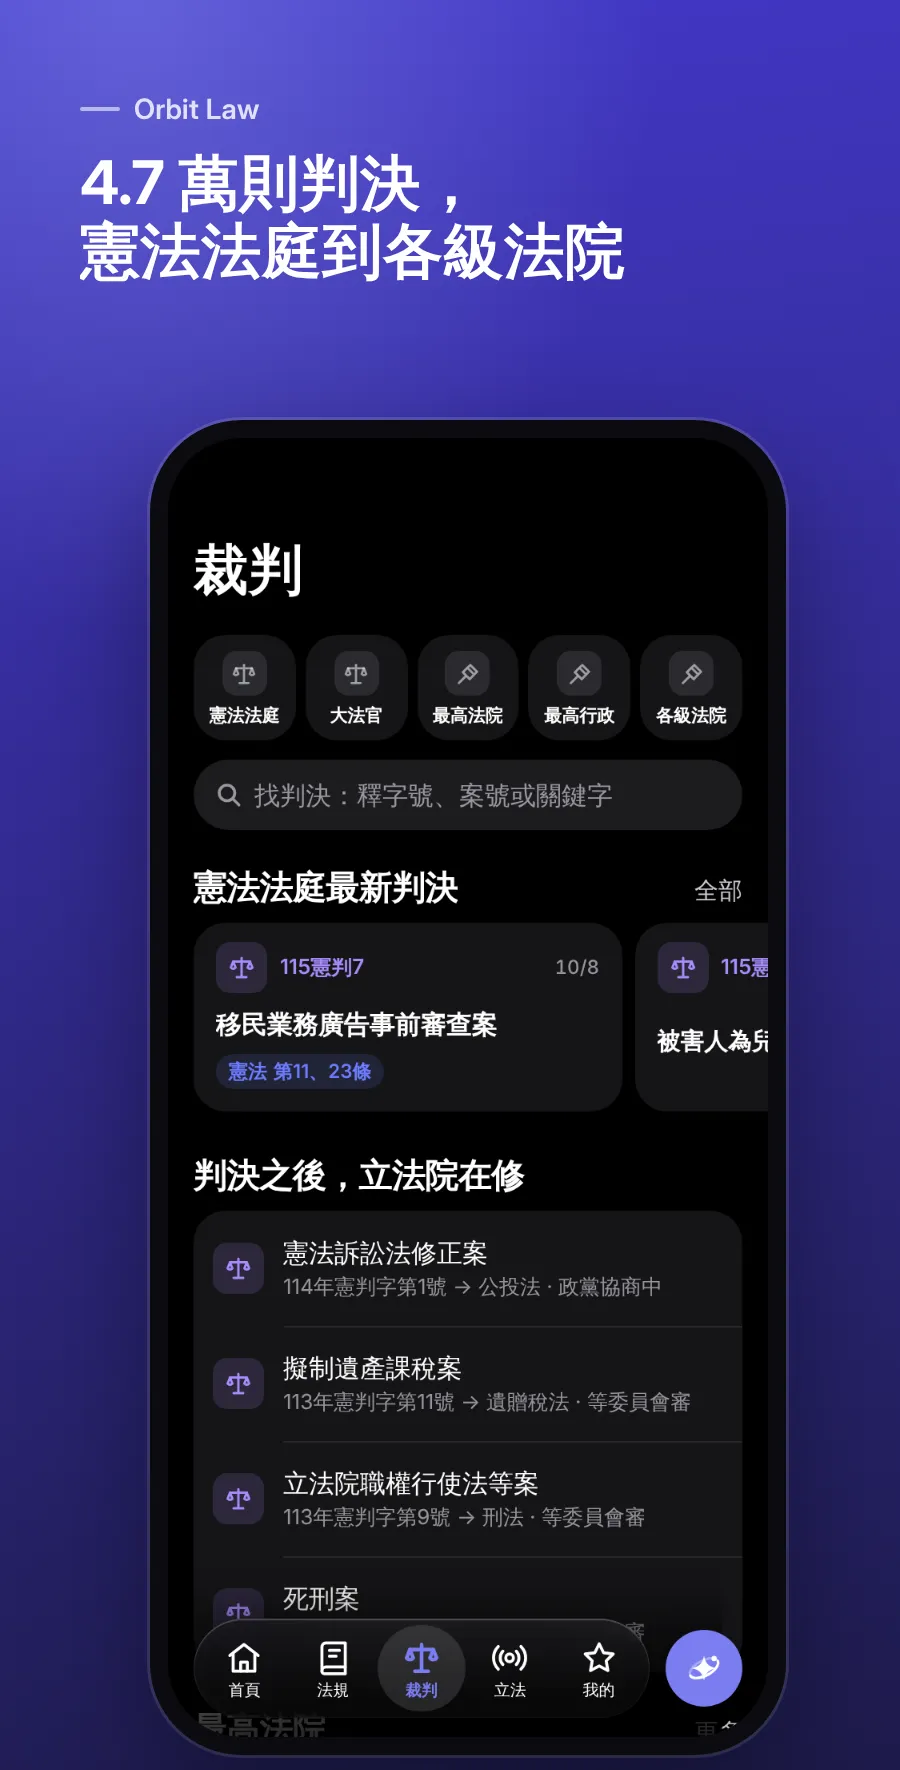 Orbit Law
4.7 萬則判決，
憲法法庭到各級法院
裁判
憲法法庭
大法官
最高法院
最高行政
各級法院
找判決：釋字號、案號或關鍵字
憲法法庭最新判決
全部
115憲判7
10/8
移民業務廣告事前審查案
憲法 第11、23條
115憲
被害人為兒
判決之後，立法院在修
憲法訴訟法修正案
114年憲判字第1號 → 公投法 · 政黨協商中
擬制遺產課稅案
113年憲判字第11號 → 遺贈稅法 · 等委員會審
立法院職權行使法等案
113年憲判字第9號 → 刑法 · 等委員會審
死刑案
審
首頁
法規
裁判
立法
我的
最高法院